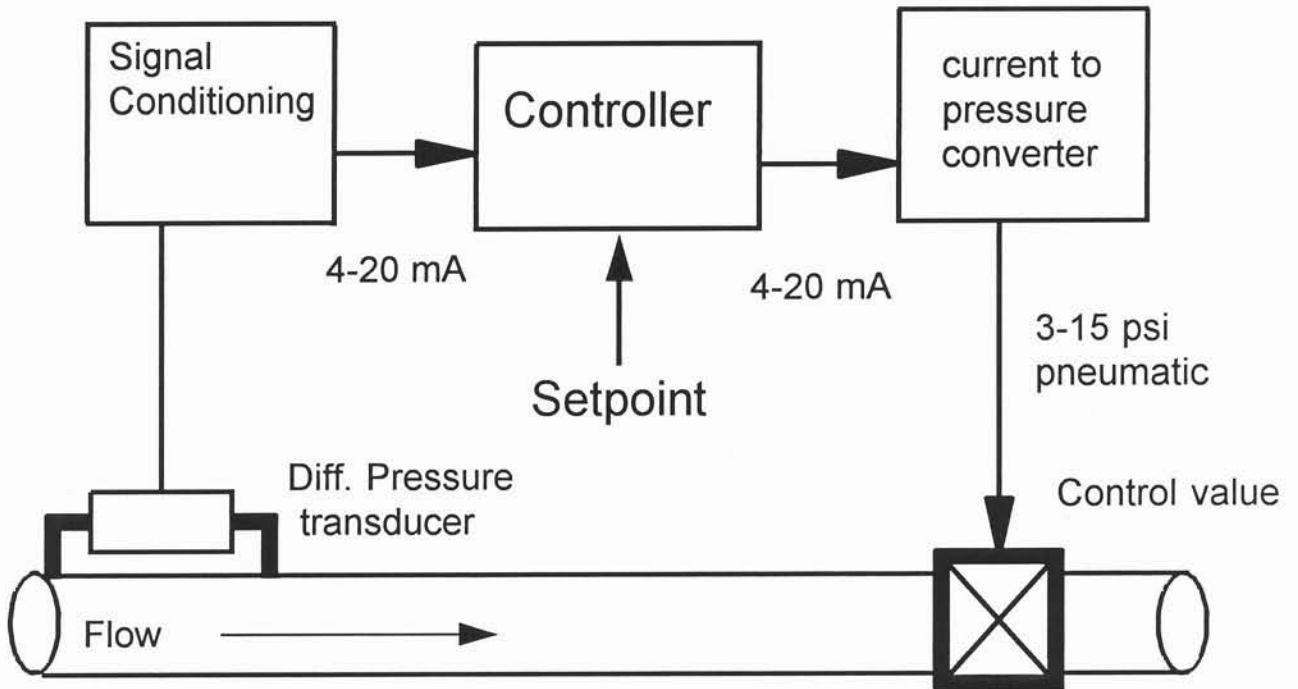 Signal
Conditioning
Controller
current to
pressure
converter
4-20 mA
4-20 mA
3-15 psi
pneumatic
Setpoint
Diff. Pressure
transducer
Control value
Flow